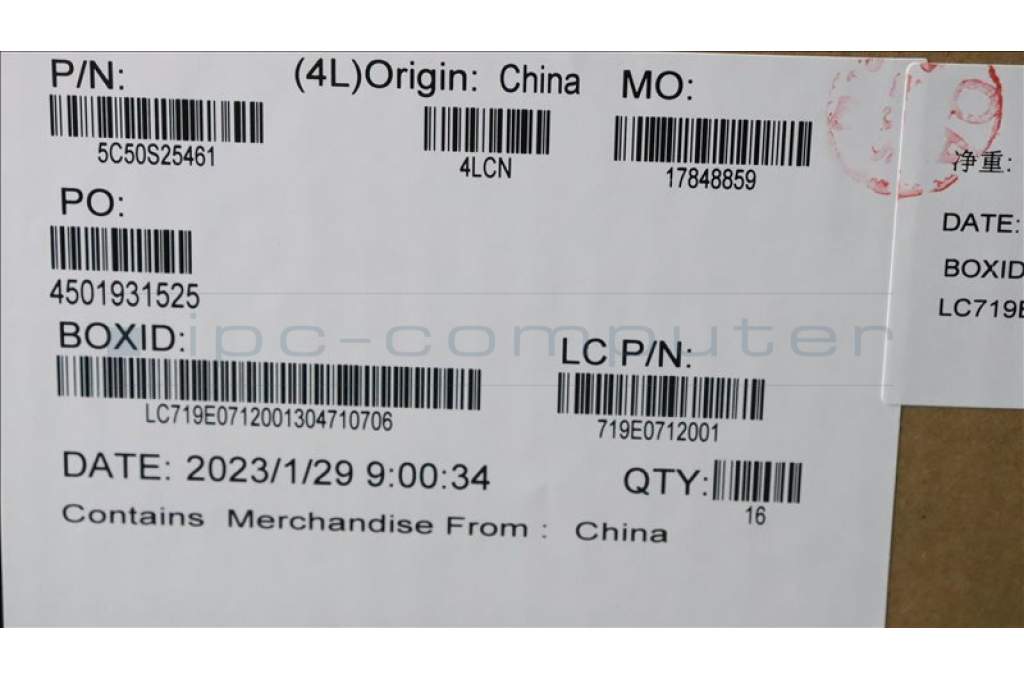 P/N: (4L)Origin: China MO:
5C50S25461 4LCN 17848859
PO:
4501931525
BOXID: LC P/N:
LC719E0712001304710706 719E0712001
DATE: 2023/1/29 9:00:34 QTY:
16
Contains Merchandise From : China
净重:
DATE:
BOXID
LC719E
ipc-computer